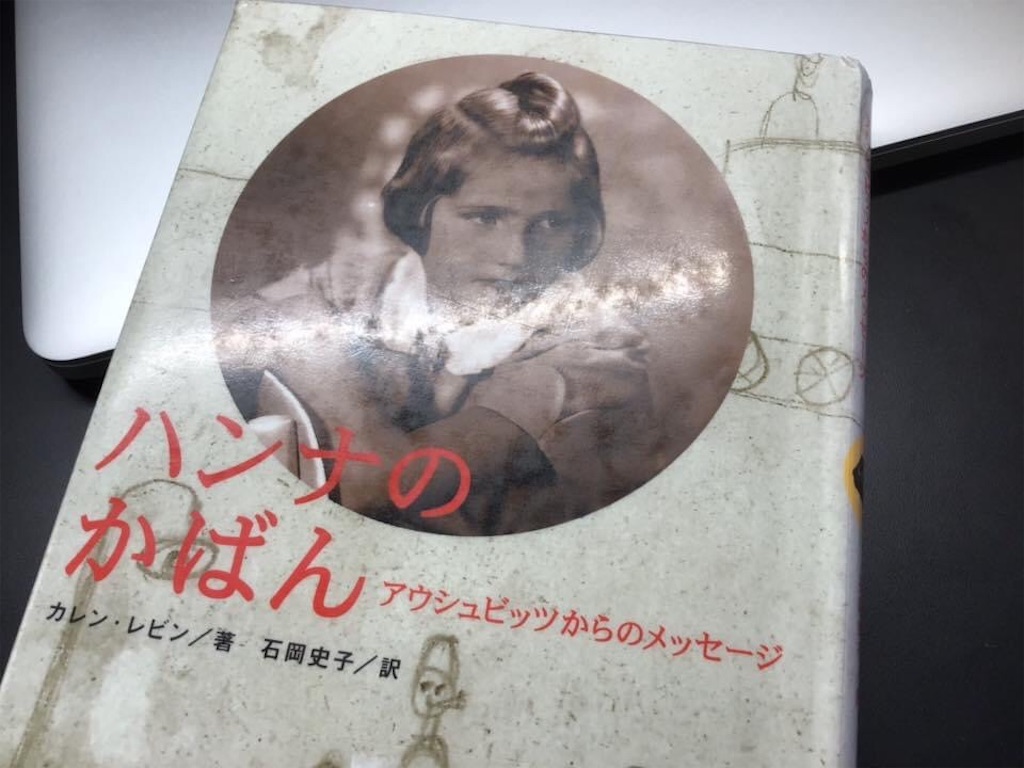 ハンナの
かばん
アウシュビッツからのメッセージ
カレン・レビン/著 石岡史子/訳